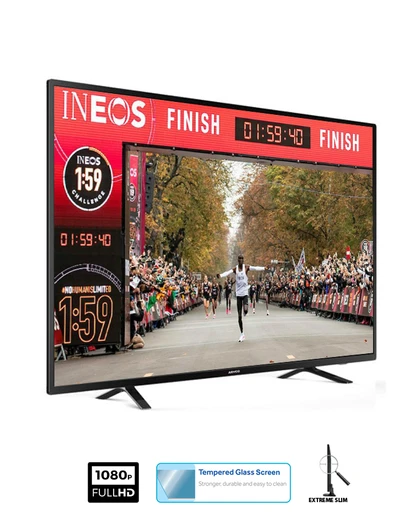 INEOS
FINISH
01:59:40
FINISH
INEOS
1:59
CHALLENGE
01:59:40
#NOHUMANISLIMITED
1:59
INEOS
1080P
FULLHD
Tempered Glass Screen
Stronger, durable and easy to clean
EXTREME SLIM